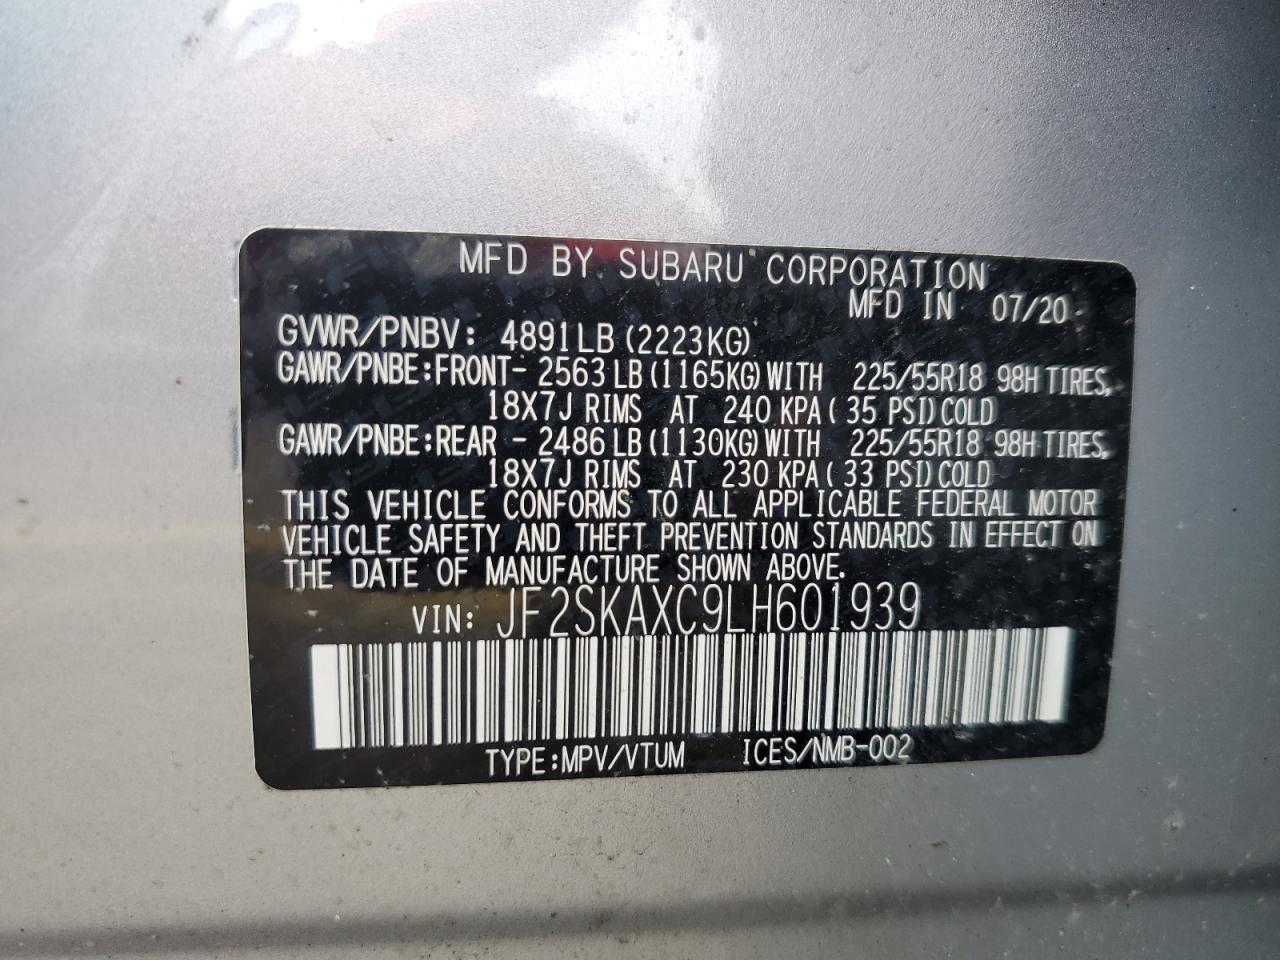 MFD BY SUBARU CORPORATION
MFD IN 07/20
GVWR/PNBV: 4891LB (2223KG)
GAWR/PNBE:FRONT- 2563 LB (1165KG) WITH 225/55R18 98H TIRES,
18X7J RIMS AT 240 KPA ( 35 PSI) COLD
GAWR/PNBE:REAR - 2486 LB (1130KG) WITH 225/55R18 98H TIRES,
18X7J RIMS AT 230 KPA ( 33 PSI) COLD
THIS VEHICLE CONFORMS TO ALL APPLICABLE FEDERAL MOTOR
VEHICLE SAFETY AND THEFT PREVENTION STANDARDS IN EFFECT ON
THE DATE OF MANUFACTURE SHOWN ABOVE.
VIN: JF2SKAXC9LH601939
TYPE:MPV/VTUM ICES/NMB-002